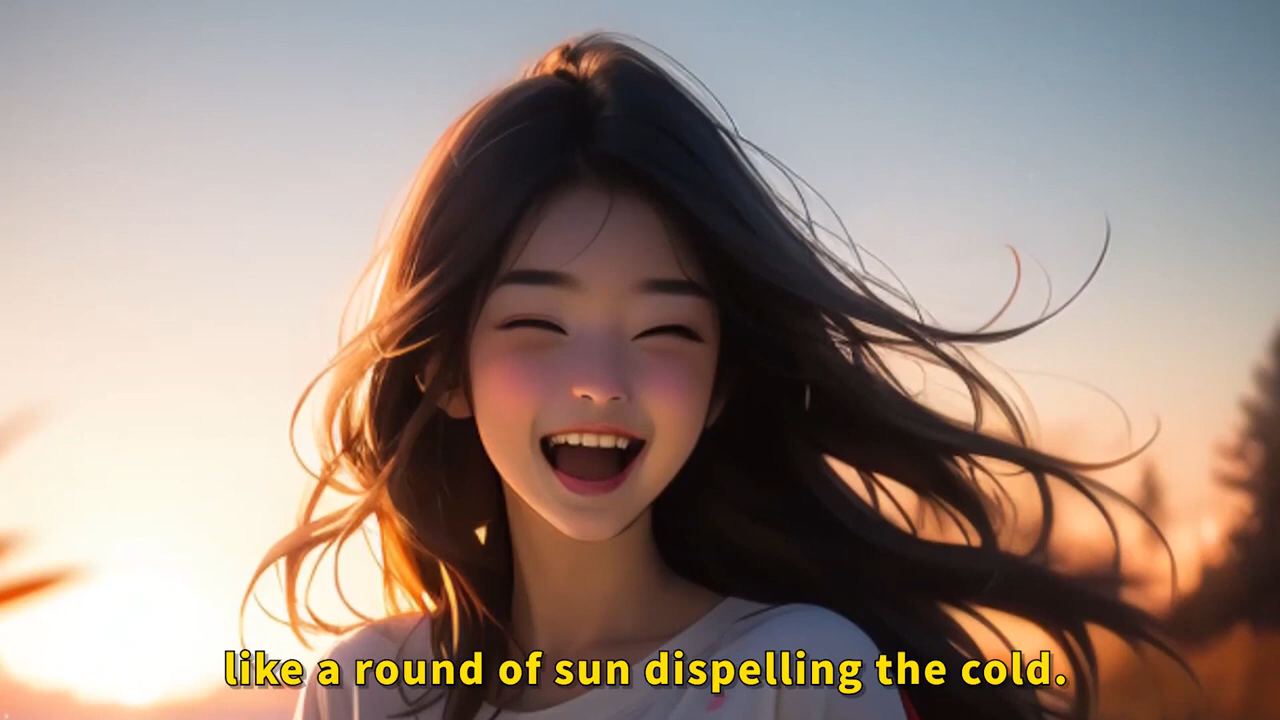 like a round of sun dispelling the cold.